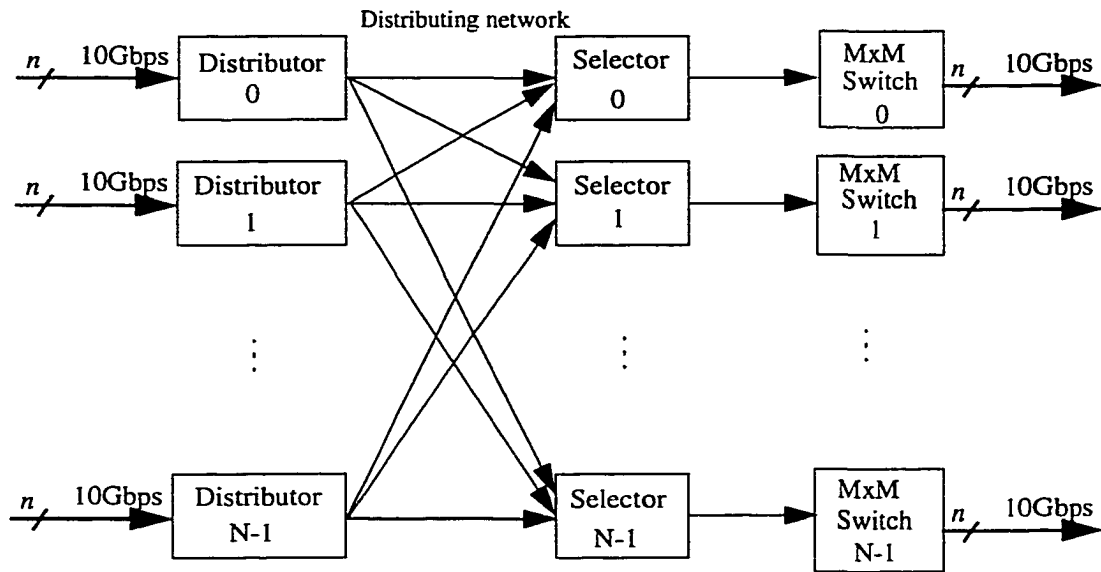 Distributing network
n 10Gbps Distributor 0 Selector 0 MxM Switch 0 n 10Gbps
n 10Gbps Distributor 1 Selector 1 MxM Switch 1 n 10Gbps
n 10Gbps Distributor N-1 Selector N-1 MxM Switch N-1 n 10Gbps